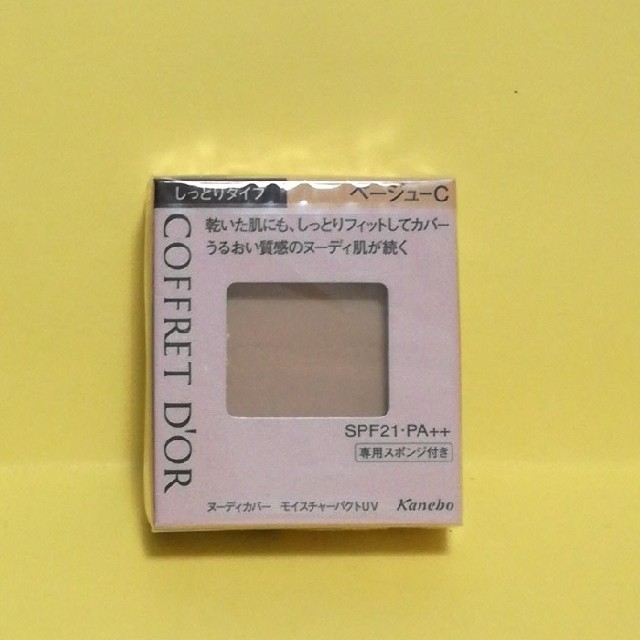 しっとりタイプ
ベージューC
COFFRET D'OR
乾いた肌にも、しっとりフィットしてカバー
うるおい質感のヌーディ肌が続く
SPF21・PA++
専用スポンジ付き
ヌーディカバー モイスチャーパクトUV
Kanebo